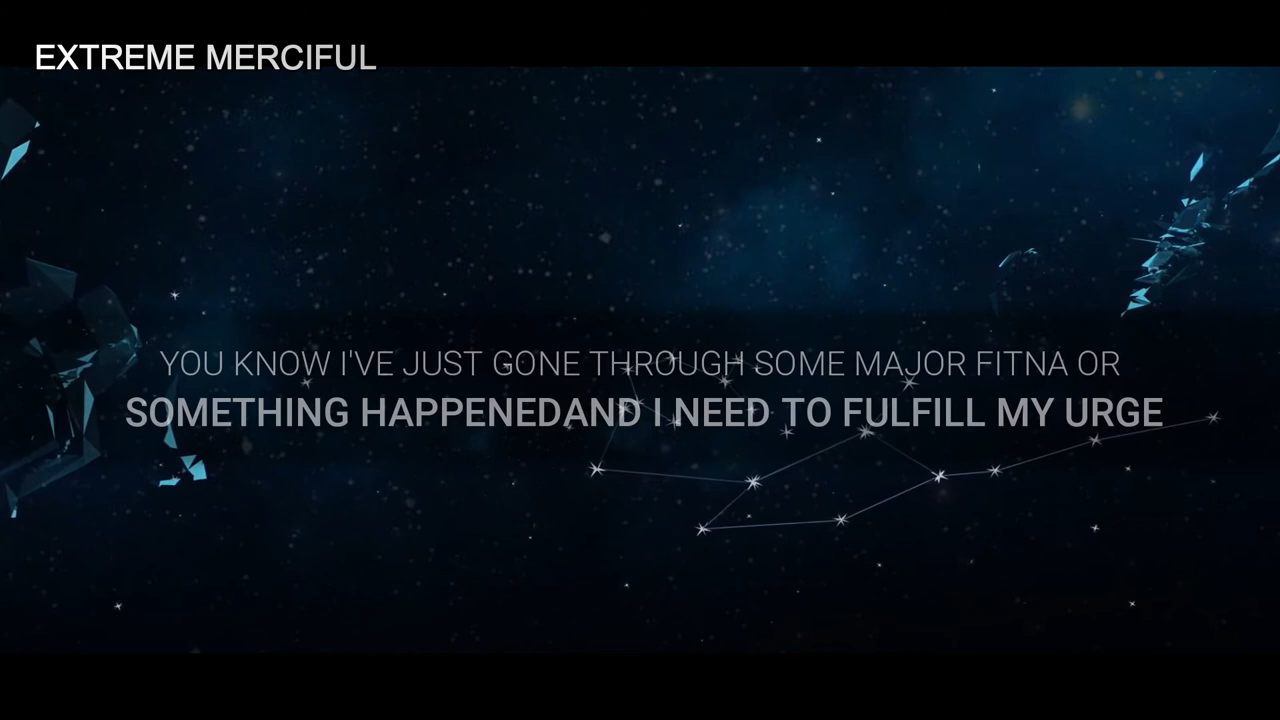 EXTREME MERCIFUL
YOU KNOW I'VE JUST GONE THROUGH SOME MAJOR FITNA OR
SOMETHING HAPPENEDAND I NEED TO FULFILL MY URGE